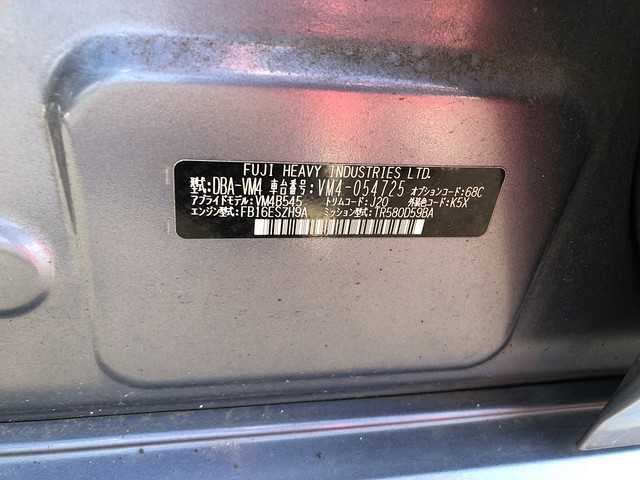 FUJI HEAVY INDUSTRIES LTD.
型式:DBA-VM4 車台番号:VM4-054725 オプションコード:68C
アプライドモデル:VM4B545 トリムコード:J20 外装色コード:K5X
エンジン型式:FB16ESZH9A ミッション型式:TR580D59BA